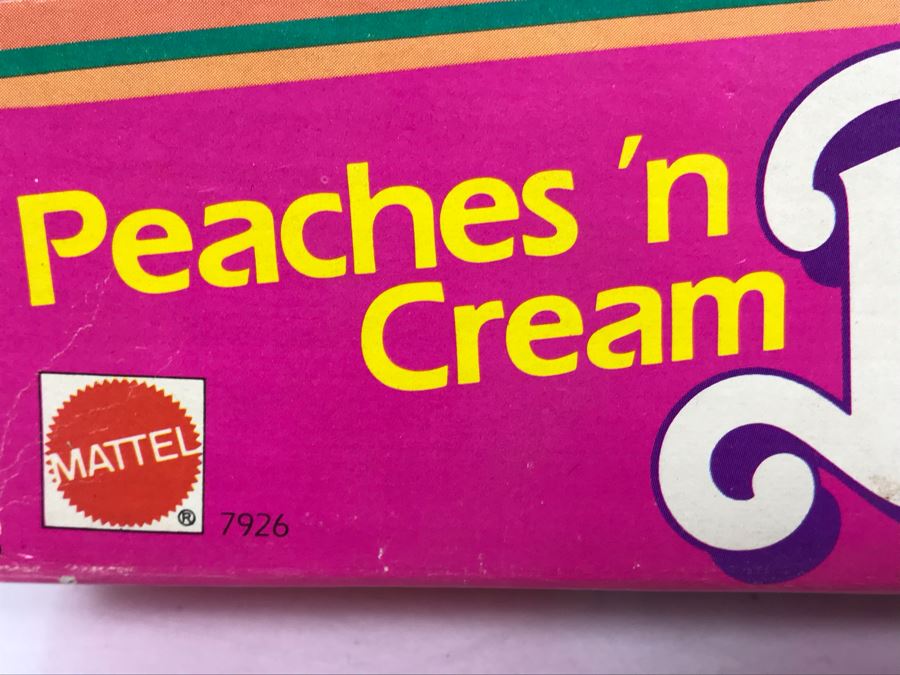 Peaches 'n
Cream
MATTEL
®
7926